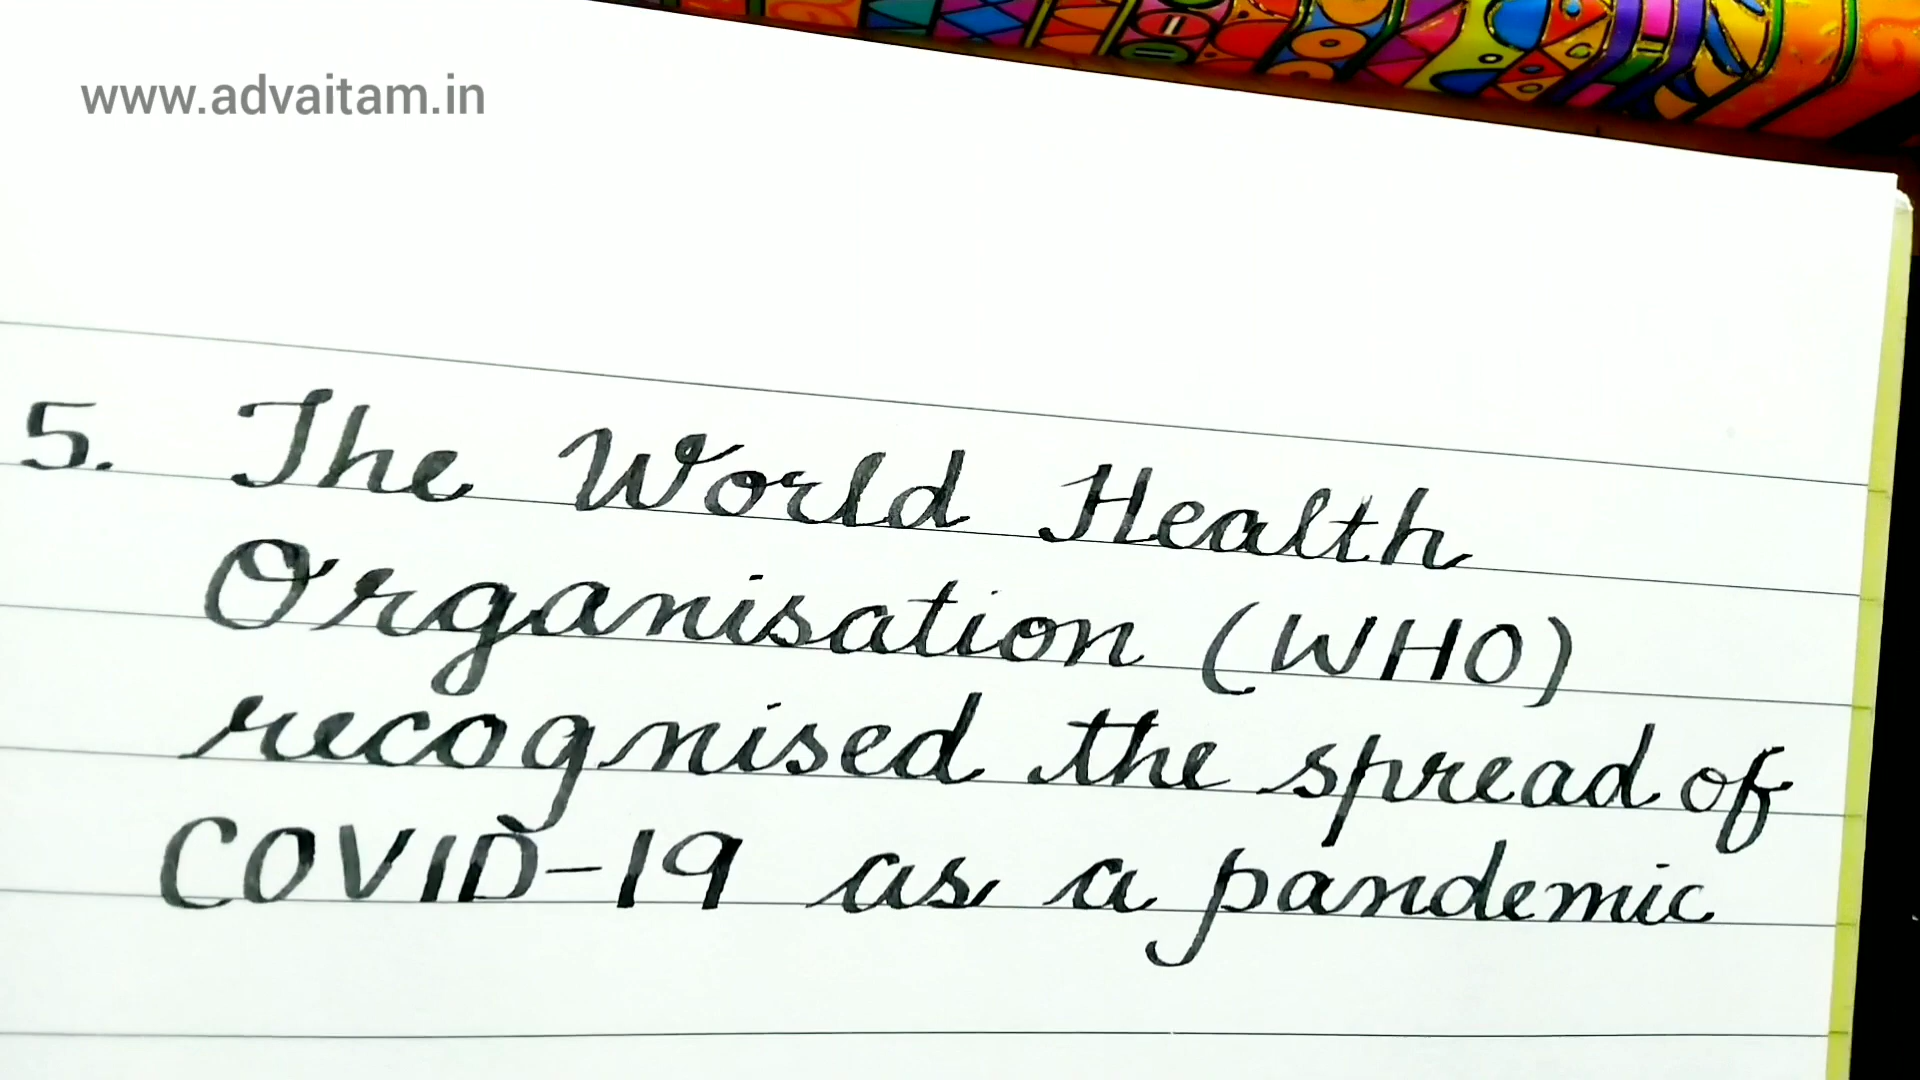 www.advaitam.in
5. The World Health
Organisation (WHO)
recognised the spread of
COVID-19 as a pandemic